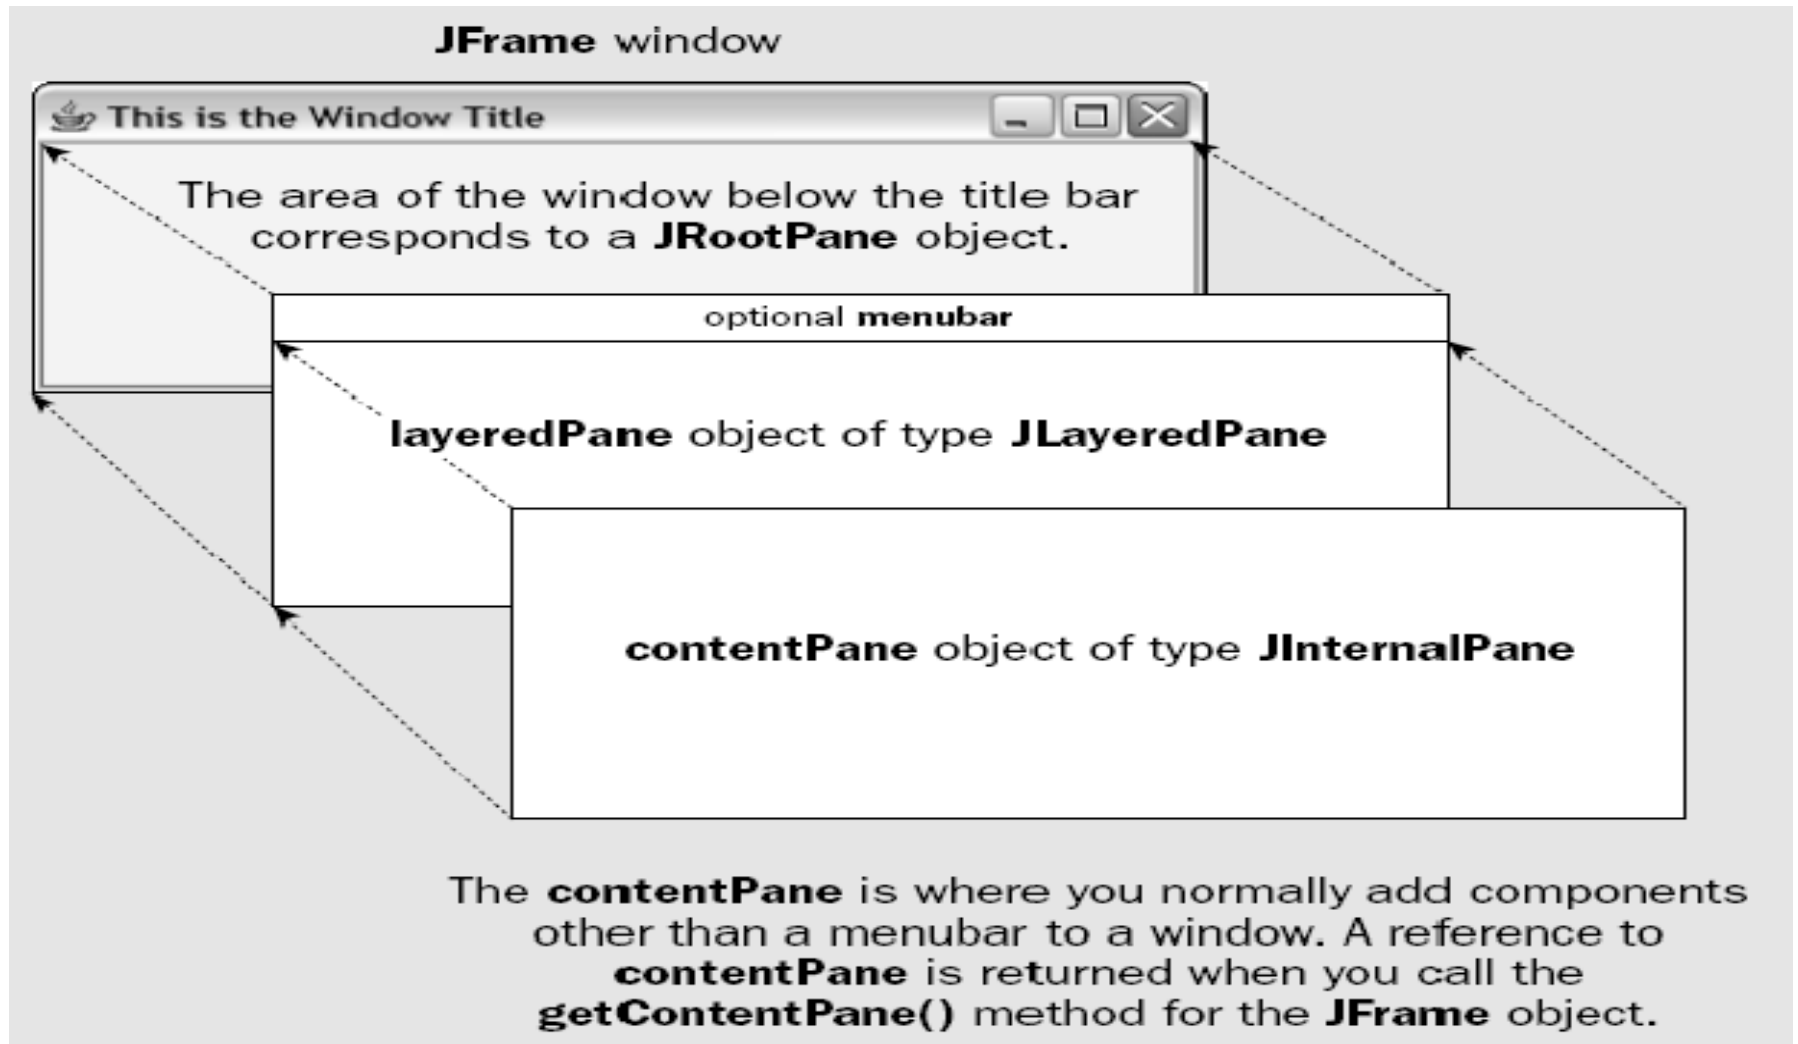 JFrame window
This is the Window Title
The area of the window below the title bar
corresponds to a JRootPane object.
optional menubar
layeredPane object of type JLayeredPane
contentPane object of type JInternalPane
The contentPane is where you normally add components
other than a menubar to a window. A reference to
contentPane is returned when you call the
getContentPane() method for the JFrame object.